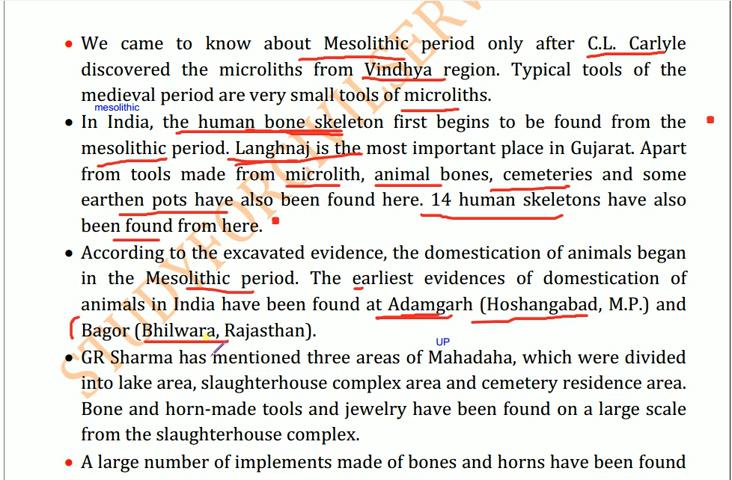 • We came to know about Mesolithic period only after C.L. Carlyle
discovered the microliths from Vindhya region. Typical tools of the
medieval period are very small tools of microliths.
mesolithic
• In India, the human bone skeleton first begins to be found from the
mesolithic period. Langhnaj is the most important place in Gujarat. Apart
from tools made from microlith, animal bones, cemeteries and some
earthen pots have also been found here. 14 human skeletons have also
been found from here.
• According to the excavated evidence, the domestication of animals began
in the Mesolithic period. The earliest evidences of domestication of
animals in India have been found at Adamgarh (Hoshangabad, M.P.) and
Bagor (Bhilwara, Rajasthan).
UP
• GR Sharma has mentioned three areas of Mahadaha, which were divided
into lake area, slaughterhouse complex area and cemetery residence area.
Bone and horn-made tools and jewelry have been found on a large scale
from the slaughterhouse complex.
• A large number of implements made of bones and horns have been found
STUDYFORCIVILSERV